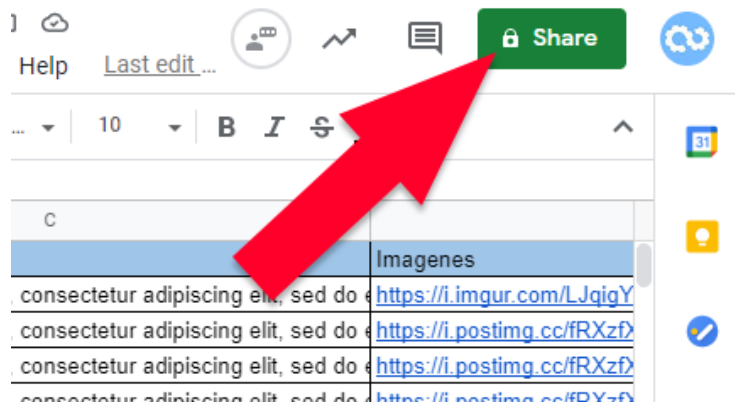 Share
Help Last edit ...
... 10 B I S
31
C
Imagenes
, consectetur adipiscing elit, sed do e https://i.imgur.com/LJqigY
, consectetur adipiscing elit, sed do e https://i.postimg.cc/fRXzfX
, consectetur adipiscing elit, sed do e https://i.postimg.cc/fRXzfX
consectetur adipiscing elit, sed do e https://i.postimg.cc/fRXzfX